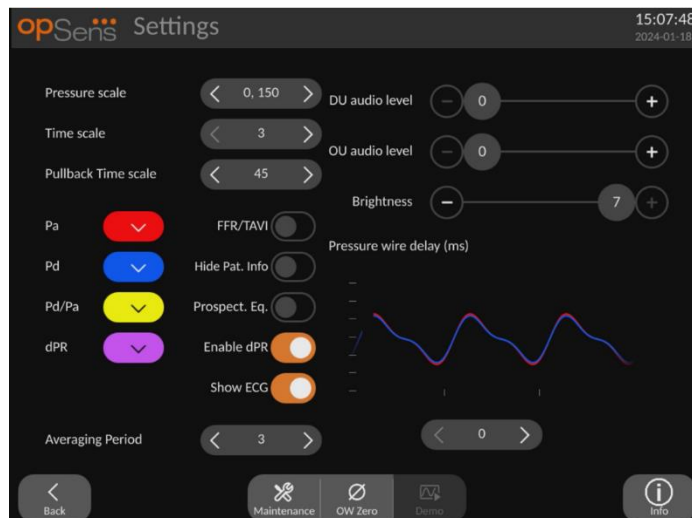 opSens Settings
15:07:48
2024-01-18
Pressure scale
0, 150
Time scale
3
Pullback Time scale
45
DU audio level
0
OU audio level
0
Brightness
7
Pa
Pd
Pd/Pa
dPR
FFR/TAVI
Hide Pat. Info
Prospect. Eq.
Enable dPR
Show ECG
Pressure wire delay (ms)
0
Averaging Period
3
Back
Maintenance
OW Zero
Demo
Info